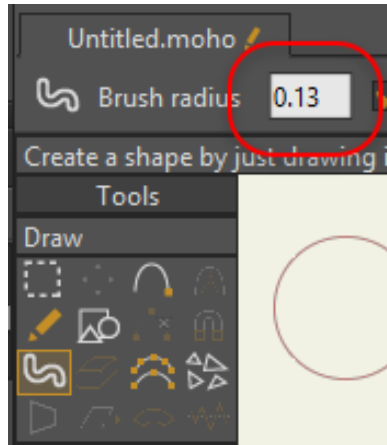 Untitled.moho
Brush radius 0.13
Create a shape by just drawing i
Tools
Draw